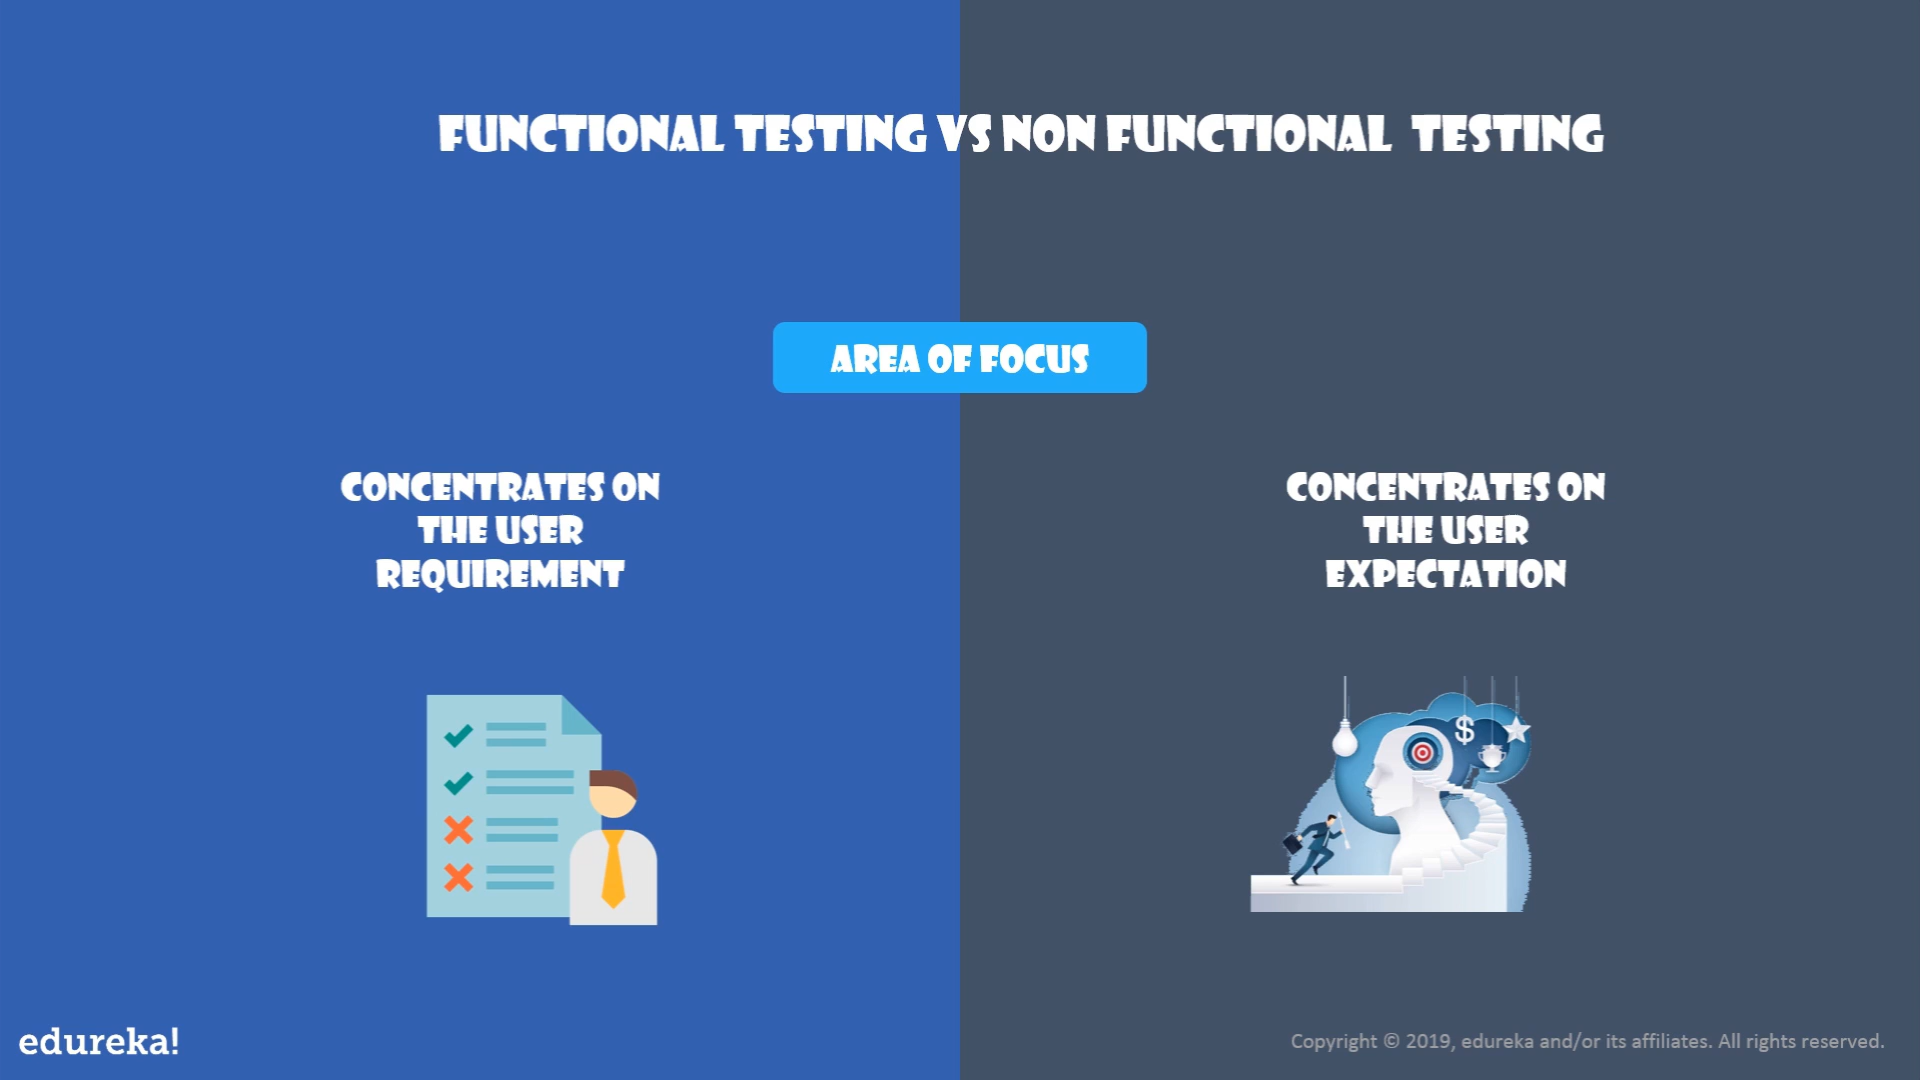 FUNCTIONAL TESTING VS NON FUNCTIONAL TESTING
AREA OF FOCUS
CONCENTRATES ON
THE USER
REQUIREMENT
CONCENTRATES ON
THE USER
EXPECTATION
$
edureka!
Copyright © 2019, edureka and/or its affiliates. All rights reserved.